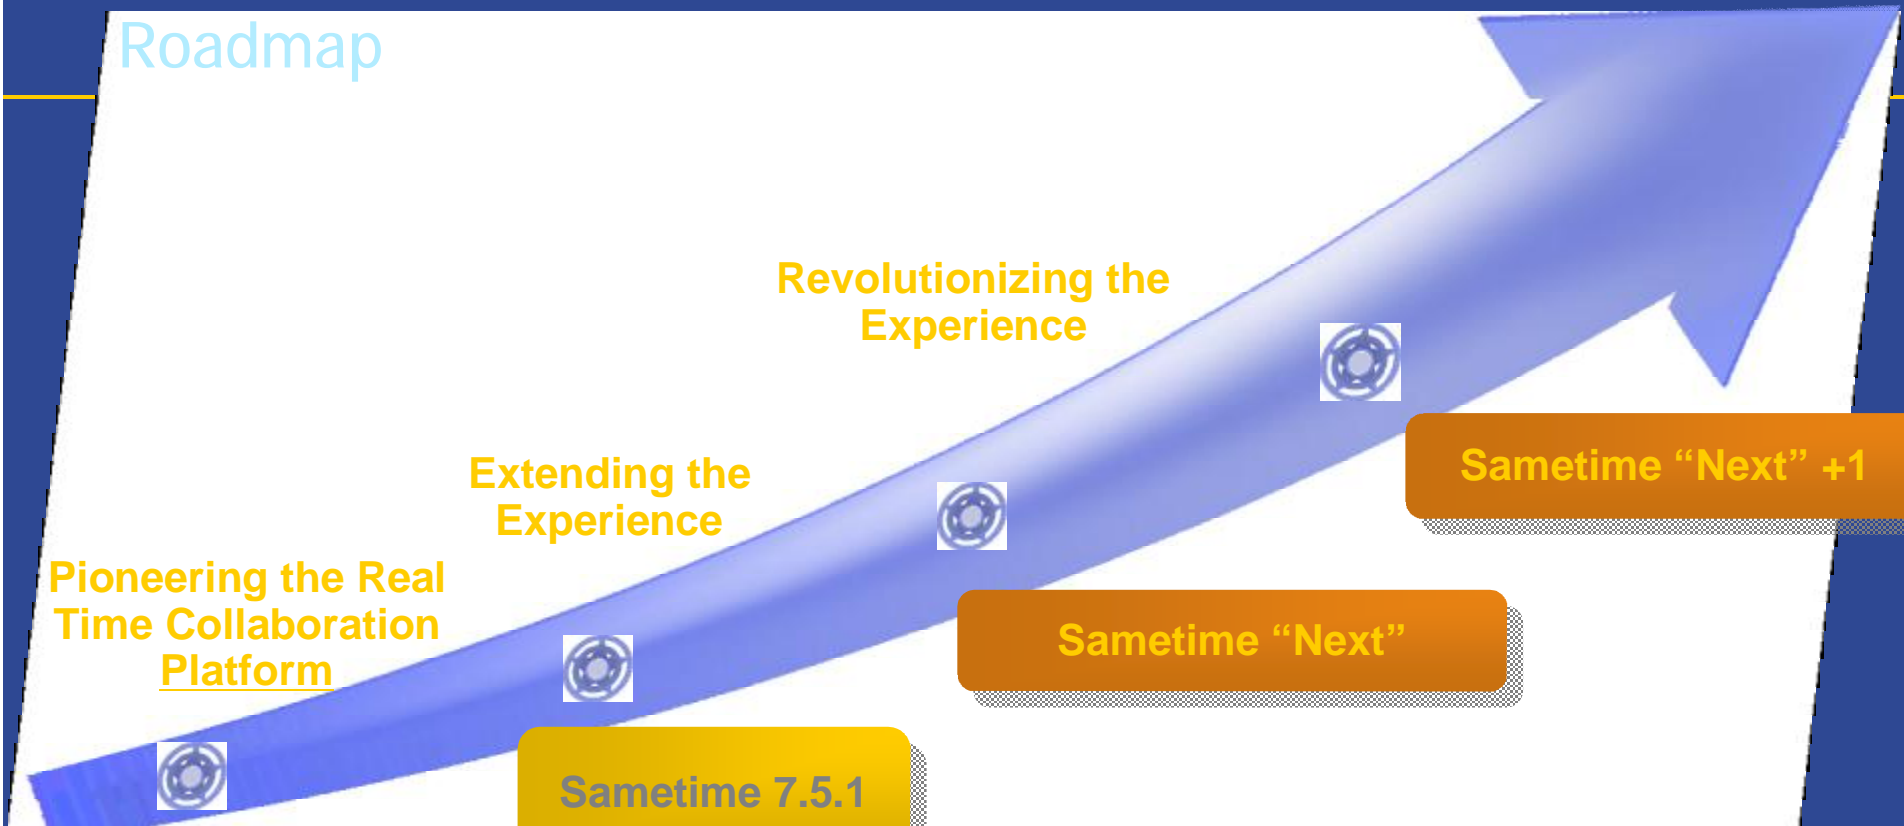 Roadmap
Revolutionizing the
Experience
Extending the
Experience
Pioneering the Real
Time Collaboration
Platform
Sametime “Next” +1
Sametime “Next”
Sametime 7.5.1